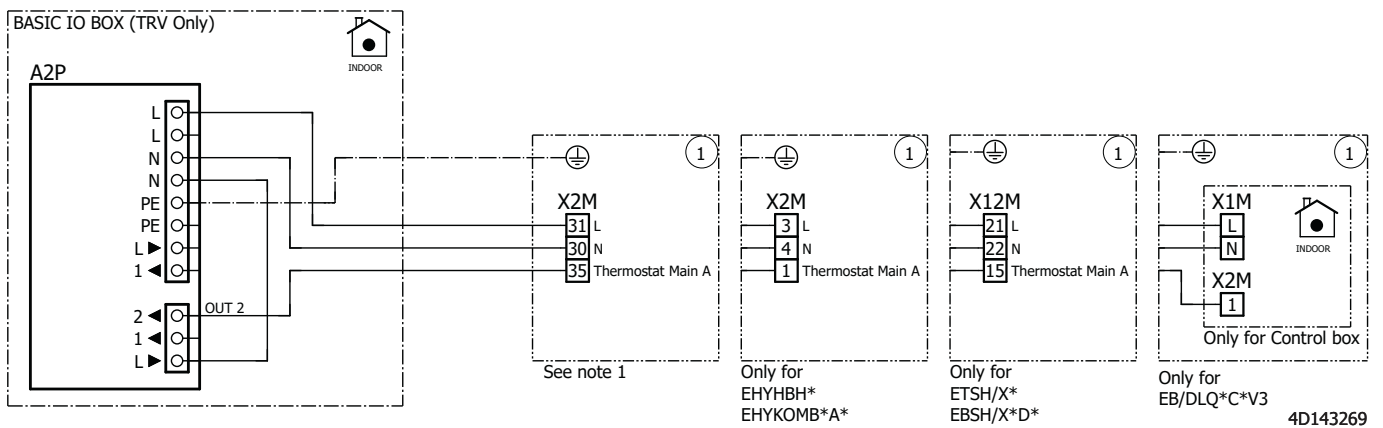 BASIC IO BOX (TRV Only)
INDOOR
A2P
L
L
N
N
PE
PE
L ▶
1 ◀
2 ◀ OUT 2
1 ◀
L ▶
1
X2M
31 L
30 N
35 Thermostat Main A
See note 1
1
X2M
3 L
4 N
1 Thermostat Main A
Only for
EHYHBH*
EHYKOMB*A*
1
X12M
21 L
22 N
15 Thermostat Main A
Only for
ETSH/X*
EBSH/X*D*
1
X1M
L
N
INDOOR
X2M
1
Only for Control box
Only for
EB/DLQ*C*V3
4D143269